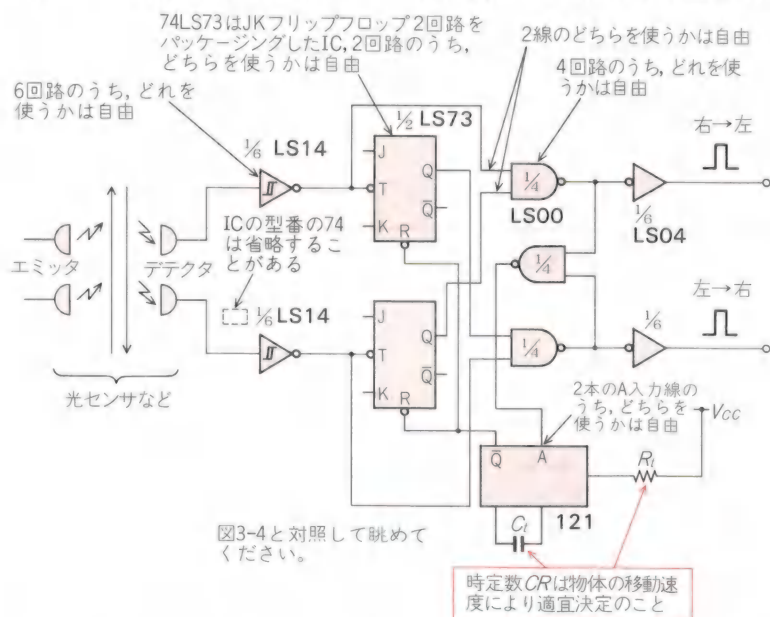 74LS73はJKフリップフロップ2回路を
パッケージングしたIC, 2回路のうち,
どちらを使うかは自由
2線のどちらを使うかは自由
6回路のうち, どれを
使うかは自由
4回路のうち, どれを使
うかは自由
1/6 LS14
1/2 LS73
J
T
K
R
Q
Q̅
1/4
LS00
右→左
1/6
LS04
ICの型番の74
は省略するこ
とがある
エミッタ
デテクタ
1/4
1/6 LS14
J
T
K
R
Q
Q̅
1/4
左→右
1/6
光センサなど
2本のA入力線の
うち, どちらを
使うかは自由
Vcc
Q̅
A
Rt
121
Ct
図3-4と対照して眺めて
ください。
時定数CRは物体の移動速
度により適宜決定のこと